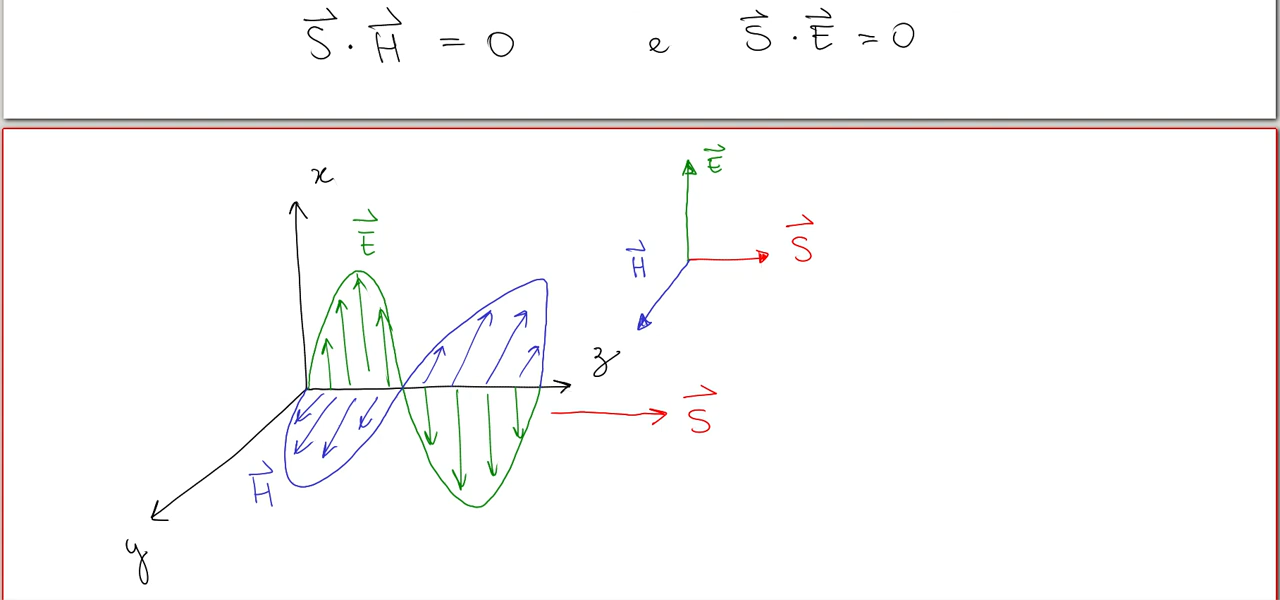 S⃗ · H⃗ = 0 e S⃗ · E⃗ = 0
x
E⃗
E⃗
H⃗
S⃗
z
S⃗
H⃗
y